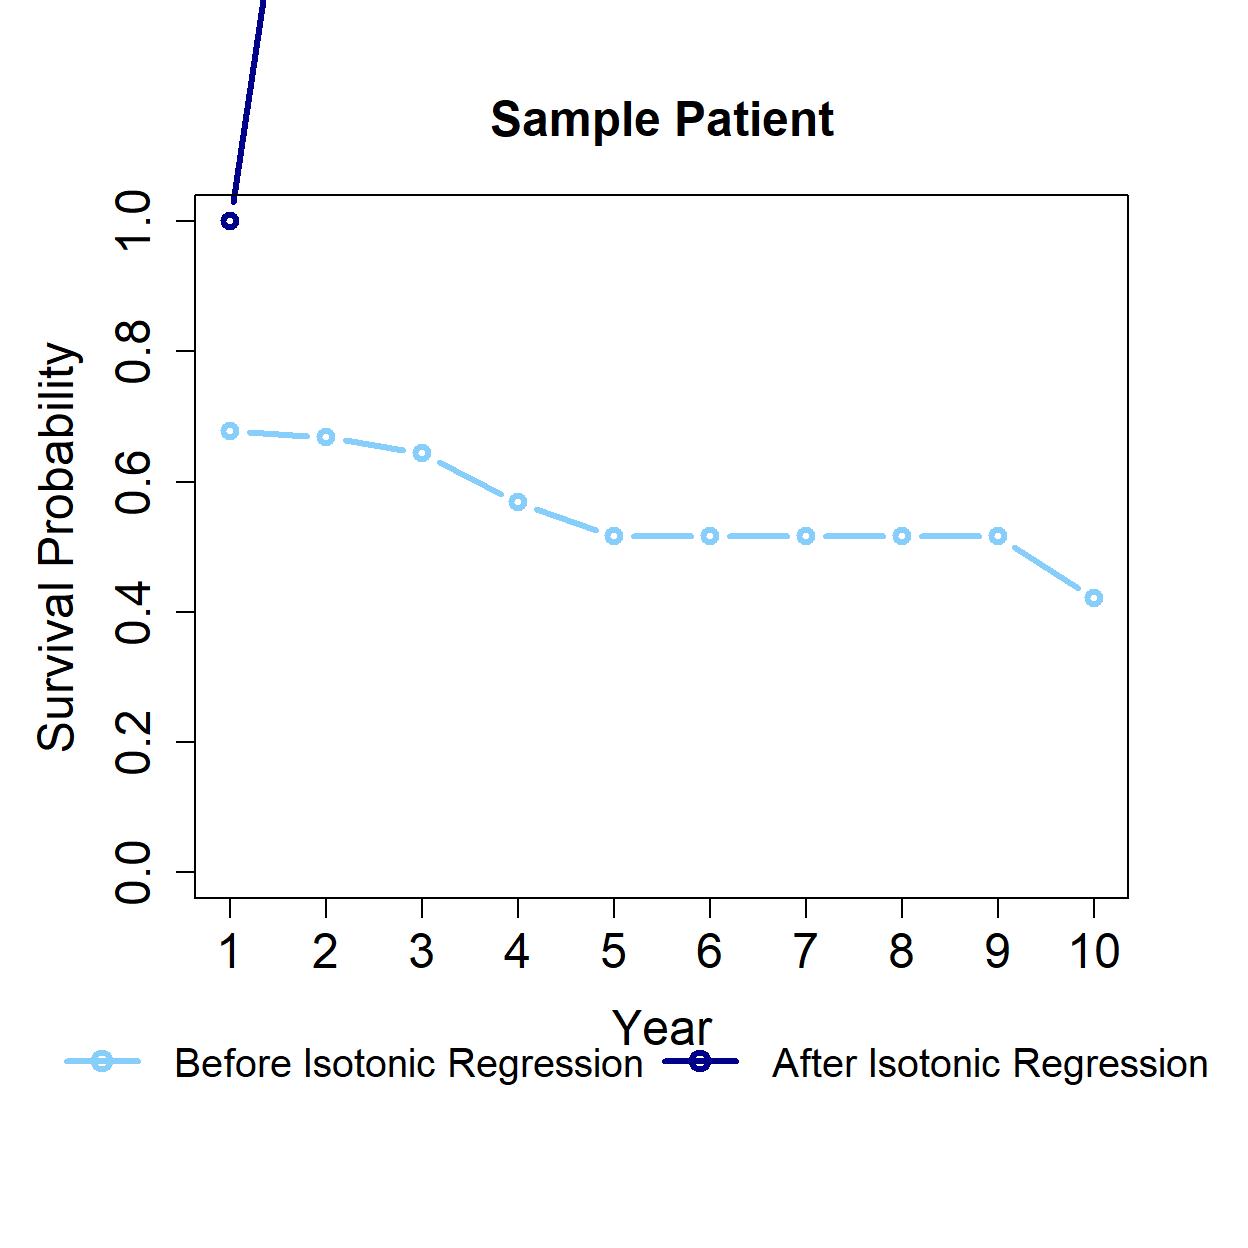 Sample Patient
Survival Probability
1.0
0.8
0.6
0.4
0.2
0.0
1 2 3 4 5 6 7 8 9 10
Year
Before Isotonic Regression After Isotonic Regression